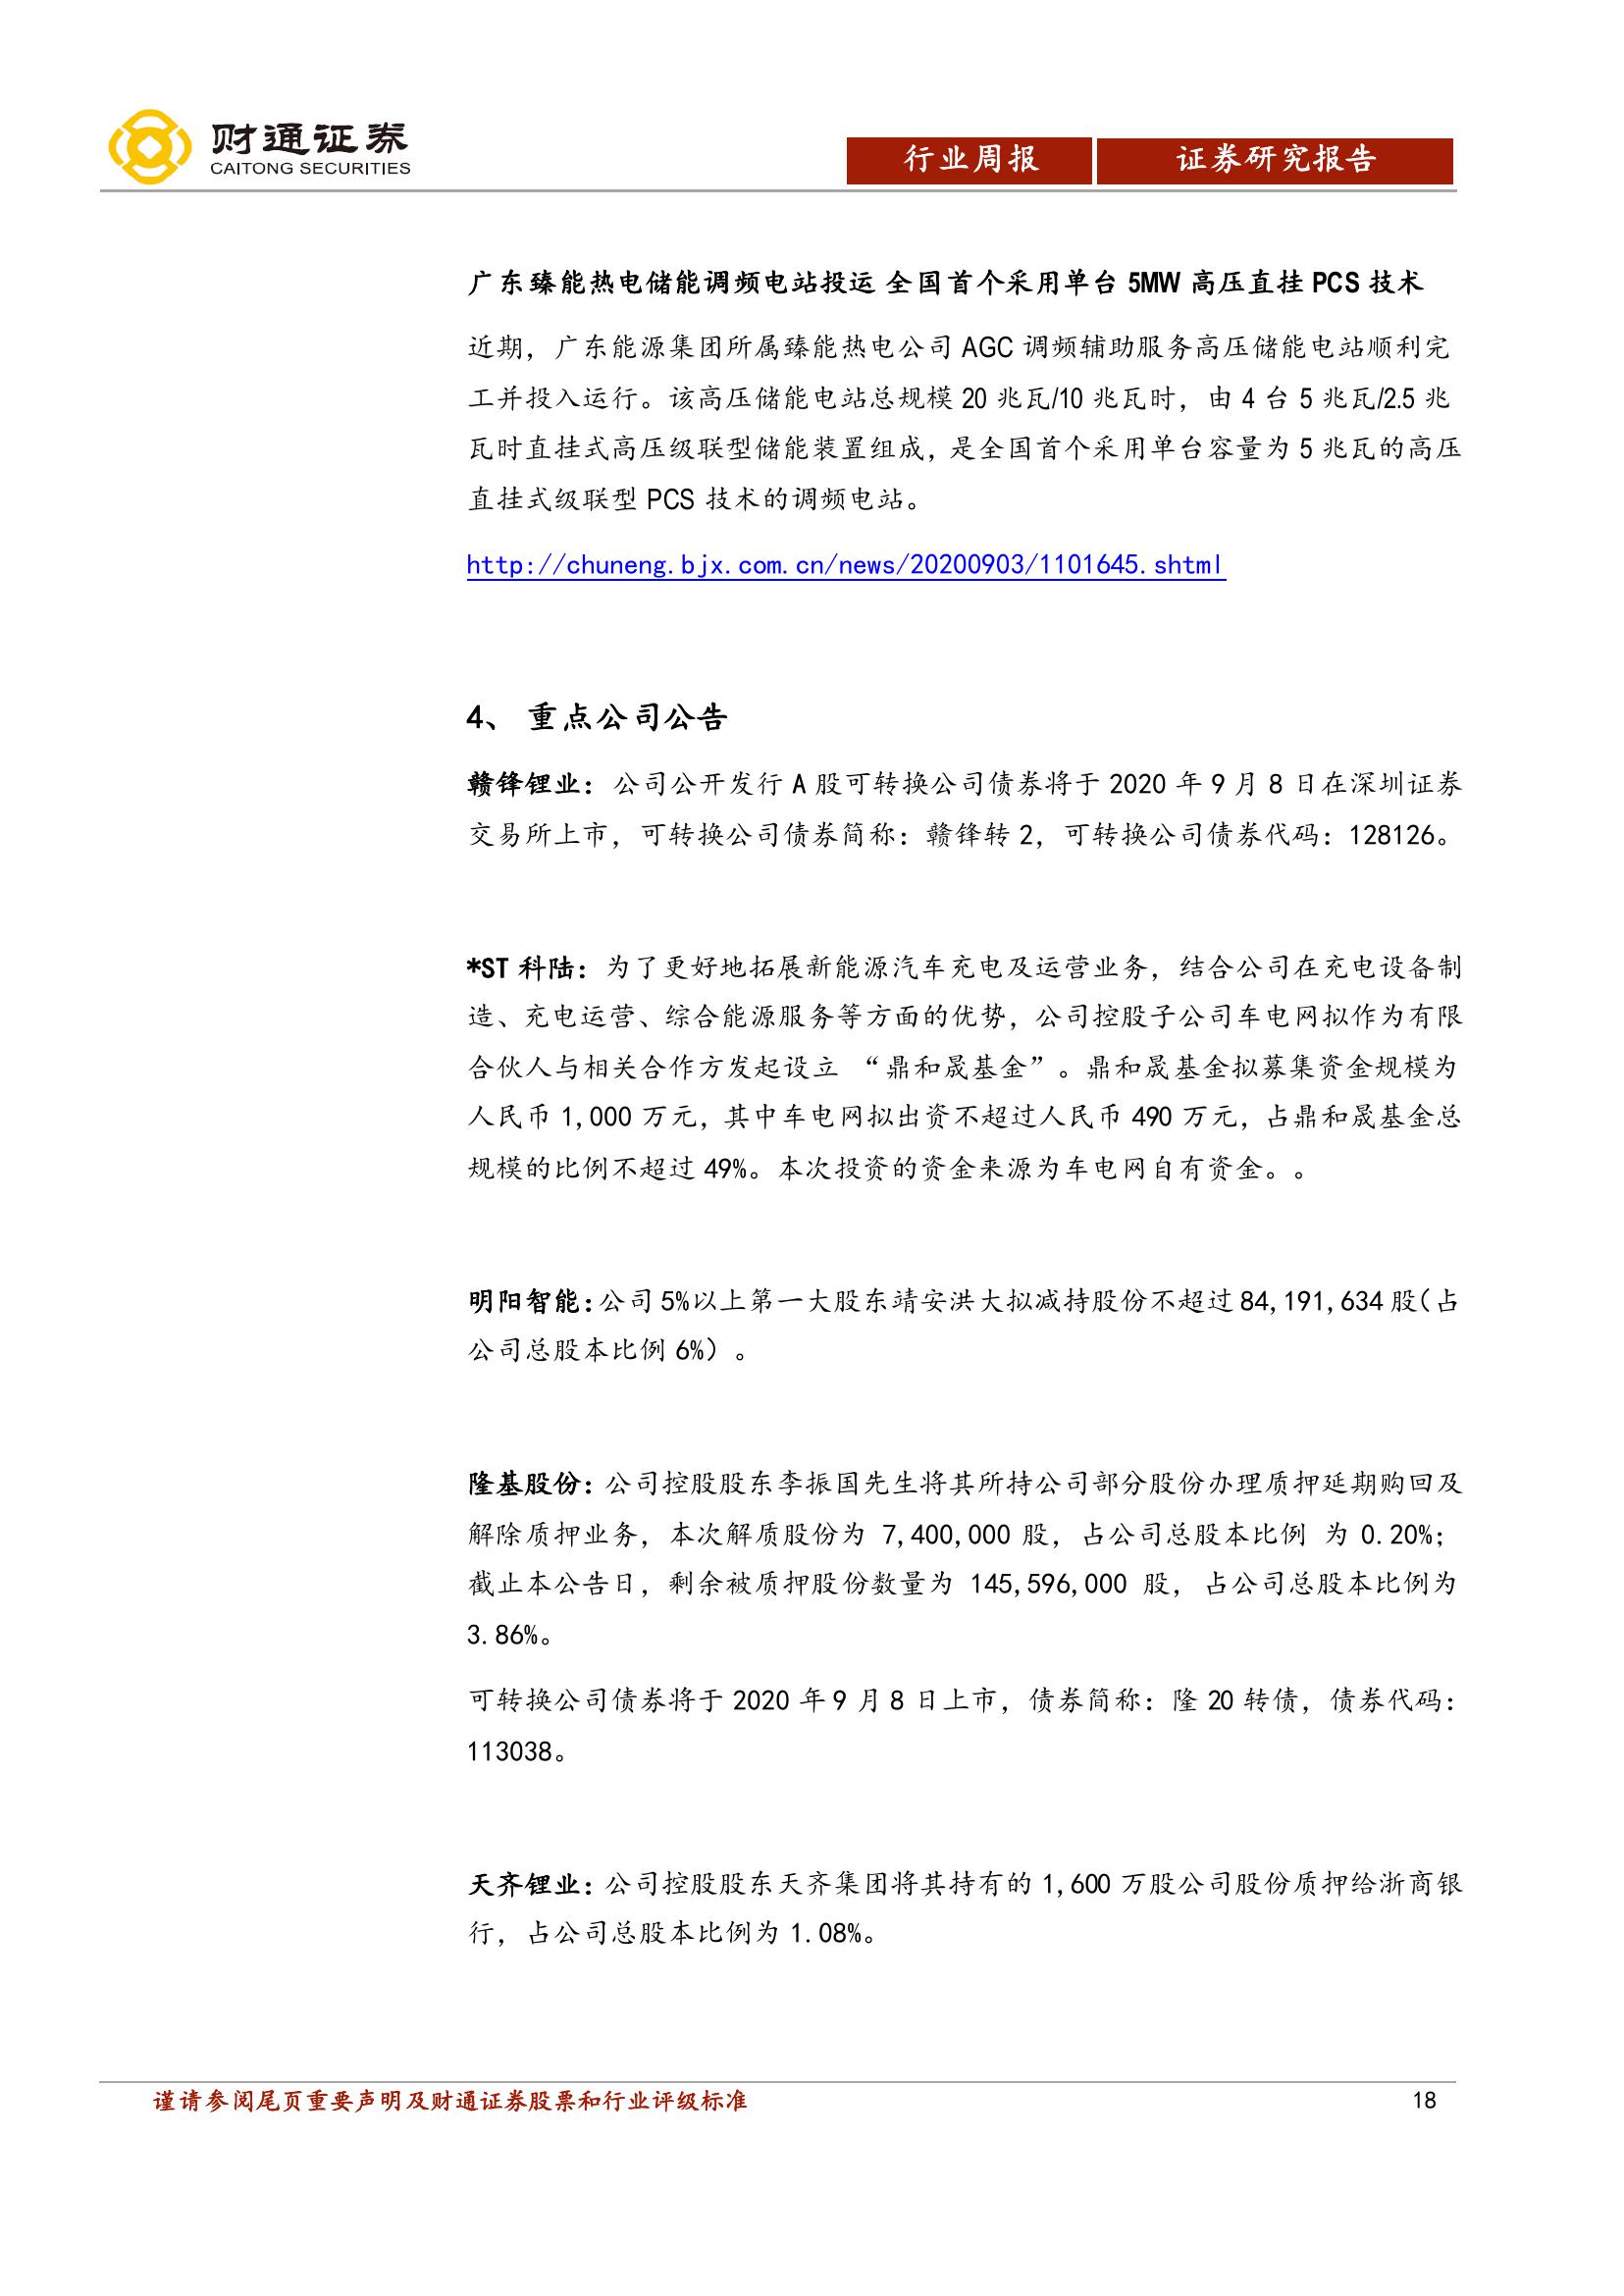 财通证券
CAITONG SECURITIES
行业周报
证券研究报告
广东臻能热电储能调频电站投运 全国首个采用单台 5MW 高压直挂 PCS 技术
近期，广东能源集团所属臻能热电公司 AGC 调频辅助服务高压储能电站顺利完
工并投入运行。该高压储能电站总规模 20 兆瓦/10 兆瓦时，由 4 台 5 兆瓦/2.5 兆
瓦时直挂式高压级联型储能装置组成，是全国首个采用单台容量为 5 兆瓦的高压
直挂式级联型 PCS 技术的调频电站。
http://chuneng.bjx.com.cn/news/20200903/1101645.shtml
4、 重点公司公告
赣锋锂业：公司公开发行 A 股可转换公司债券将于 2020 年 9 月 8 日在深圳证券
交易所上市，可转换公司债券简称：赣锋转 2，可转换公司债券代码：128126。
*ST 科陆：为了更好地拓展新能源汽车充电及运营业务，结合公司在充电设备制
造、充电运营、综合能源服务等方面的优势，公司控股子公司车电网拟作为有限
合伙人与相关合作方发起设立 “鼎和晟基金”。鼎和晟基金拟募集资金规模为
人民币 1,000 万元，其中车电网拟出资不超过人民币 490 万元，占鼎和晟基金总
规模的比例不超过 49%。本次投资的资金来源为车电网自有资金。。
明阳智能：公司 5%以上第一大股东靖安洪大拟减持股份不超过 84,191,634 股（占
公司总股本比例 6%）。
隆基股份：公司控股股东李振国先生将其所持公司部分股份办理质押延期购回及
解除质押业务，本次解质股份为 7,400,000 股，占公司总股本比例 为 0.20%；
截止本公告日，剩余被质押股份数量为 145,596,000 股，占公司总股本比例为
3.86%。
可转换公司债券将于 2020 年 9 月 8 日上市，债券简称：隆 20 转债，债券代码：
113038。
天齐锂业：公司控股股东天齐集团将其持有的 1,600 万股公司股份质押给浙商银
行，占公司总股本比例为 1.08%。
谨请参阅尾页重要声明及财通证券股票和行业评级标准
18